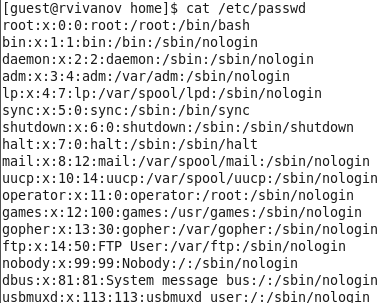 [guest@rvivanov home]$ cat /etc/passwd
root:x:0:0:root:/root:/bin/bash
bin:x:1:1:bin:/bin:/sbin/nologin
daemon:x:2:2:daemon:/sbin:/sbin/nologin
adm:x:3:4:adm:/var/adm:/sbin/nologin
lp:x:4:7:lp:/var/spool/lpd:/sbin/nologin
sync:x:5:0:sync:/sbin:/bin/sync
shutdown:x:6:0:shutdown:/sbin:/sbin/shutdown
halt:x:7:0:halt:/sbin:/sbin/halt
mail:x:8:12:mail:/var/spool/mail:/sbin/nologin
uucp:x:10:14:uucp:/var/spool/uucp:/sbin/nologin
operator:x:11:0:operator:/root:/sbin/nologin
games:x:12:100:games:/usr/games:/sbin/nologin
gopher:x:13:30:gopher:/var/gopher:/sbin/nologin
ftp:x:14:50:FTP User:/var/ftp:/sbin/nologin
nobody:x:99:99:Nobody:/:/sbin/nologin
dbus:x:81:81:System message bus:/:/sbin/nologin
usbmuxd:x:113:113:usbmuxd user:/:/sbin/nologin